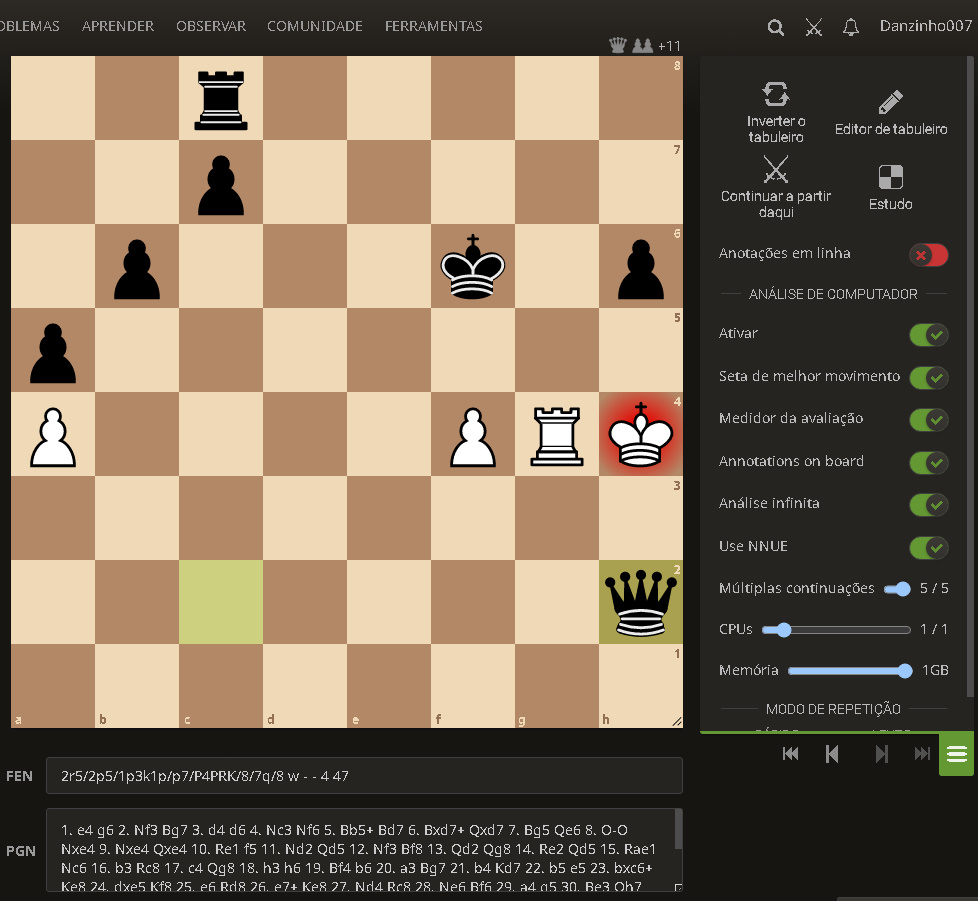 OBLEMAS APRENDER OBSERVAR COMUNIDADE FERRAMENTAS Danzinho007
+11
8
7
6
5
4
3
2
1
a b c d e f g h
Inverter o
tabuleiro
Editor de tabuleiro
Continuar a partir
daqui
Estudo
Anotações em linha
ANÁLISE DE COMPUTADOR
Ativar
Seta de melhor movimento
Medidor da avaliação
Annotations on board
Análise infinita
Use NNUE
Múltiplas continuações 5 / 5
CPUs 1 / 1
Memória 1GB
MODO DE REPETIÇÃO
FEN 2r5/2p5/1p3k1p/p7/P4PRK/8/7q/8 w - - 4 47
PGN
1. e4 g6 2. Nf3 Bg7 3. d4 d6 4. Nc3 Nf6 5. Bb5+ Bd7 6. Bxd7+ Qxd7 7. Bg5 Qe6 8. O-O
Nxe4 9. Nxe4 Qxe4 10. Re1 f5 11. Nd2 Qd5 12. Nf3 Bf8 13. Qd2 Qg8 14. Re2 Qd5 15. Rae1
Nc6 16. b3 Rc8 17. c4 Qg8 18. h3 h6 19. Bf4 b6 20. a3 Bg7 21. b4 Kd7 22. b5 e5 23. bxc6+
Ke8 24. dxe5 Kf8 25. e6 Rd8 26. e7+ Ke8 27. Nd4 Rc8 28. Ne6 Bf6 29. a4 g5 30. Be3 Qh7